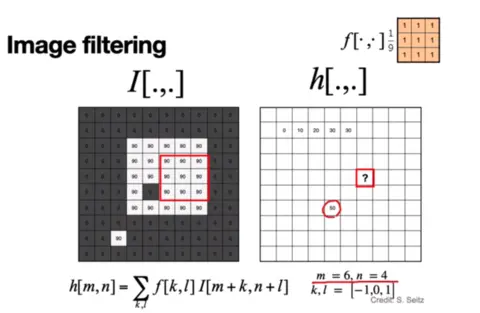 f[·,·] 1/9
1 1 1
1 1 1
1 1 1
Image filtering
I[.,.]
h[.,.]
0 0 0 0 0 0 0 0 0 0
0 0 0 0 0 0 0 0 0 0
0 0 0 90 90 90 90 90 0 0
0 0 0 90 90 90 90 90 0 0
0 0 0 90 90 90 90 90 0 0
0 0 0 90 0 90 90 90 0 0
0 0 0 90 90 90 90 90 0 0
0 0 0 0 0 0 0 0 0 0
0 0 90 0 0 0 0 0 0 0
0 0 0 0 0 0 0 0 0 0
0 10 20 30 30
?
50
h[m,n] = ∑ f[k,l] I[m+k,n+l]
k,l
m = 6, n = 4
k, l = [−1,0,1]
Credit: S. Seitz